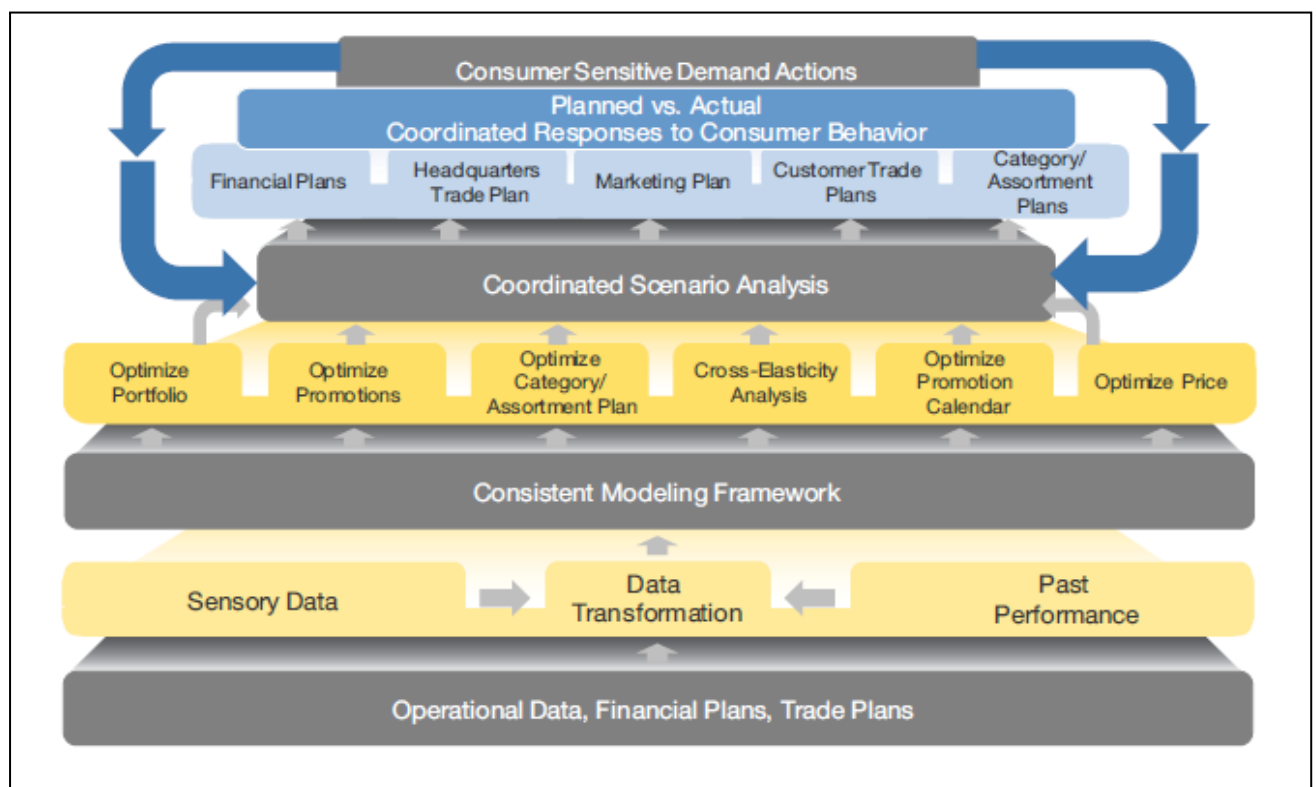 Consumer Sensitive Demand Actions
Planned vs. Actual
Coordinated Responses to Consumer Behavior
Financial Plans
Headquarters
Trade Plan
Marketing Plan
Customer Trade
Plans
Category/
Assortment
Plans
Coordinated Scenario Analysis
Optimize
Portfolio
Optimize
Promotions
Optimize
Category/
Assortment Plan
Cross-Elasticity
Analysis
Optimize
Promotion
Calendar
Optimize Price
Consistent Modeling Framework
Sensory Data
Data
Transformation
Past
Performance
Operational Data, Financial Plans, Trade Plans